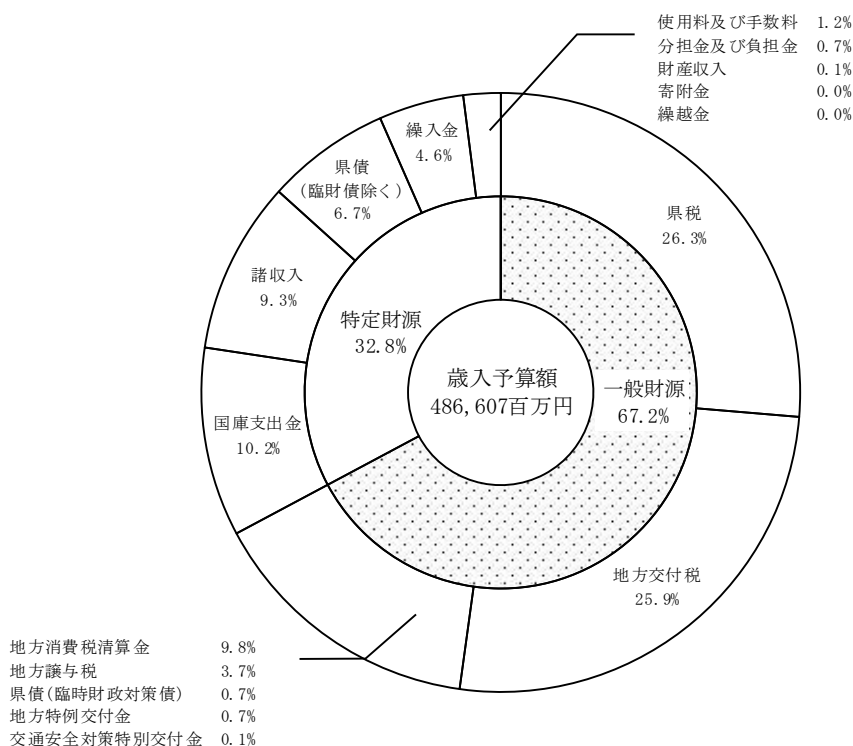 使用料及び手数料 1.2%
分担金及び負担金 0.7%
財産収入 0.1%
寄附金 0.0%
繰越金 0.0%
繰入金
4.6%
県債
(臨財債除く)
6.7%
県税
26.3%
諸収入
9.3%
特定財源
32.8%
歳入予算額
486,607百万円
一般財源
67.2%
国庫支出金
10.2%
地方交付税
25.9%
地方消費税清算金 9.8%
地方譲与税 3.7%
県債(臨時財政対策債) 0.7%
地方特例交付金 0.7%
交通安全対策特別交付金 0.1%